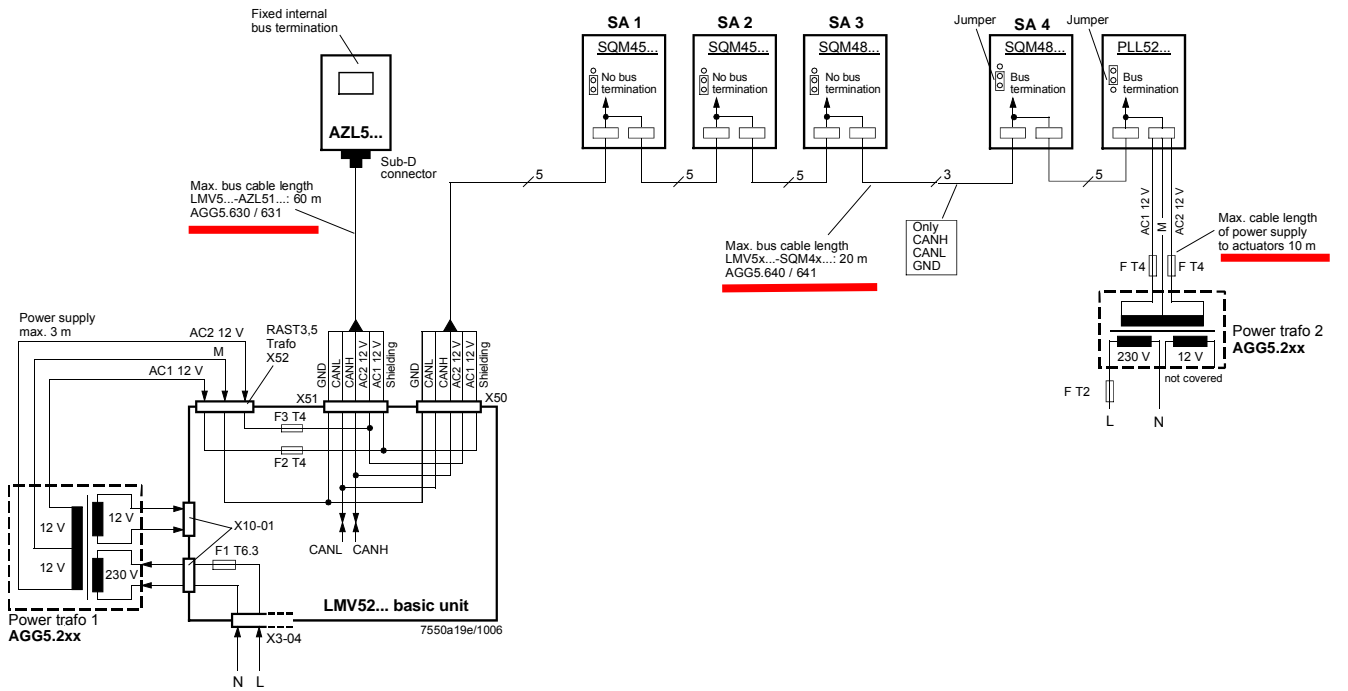 Fixed internal
bus termination
AZL5...
Sub-D
connector
Max. bus cable length
LMV5...-AZL51...: 60 m
AGG5.630 / 631
SA 1
SQM45...
No bus
termination
SA 2
SQM45...
No bus
termination
SA 3
SQM48...
No bus
termination
Jumper
SA 4
SQM48...
Bus
termination
Jumper
PLL52...
Bus
termination
5
5
5
3
5
Max. bus cable length
LMV5x...-SQM4x...: 20 m
AGG5.640 / 641
Only
CANH
CANL
GND
AC1 12 V
M
AC2 12 V
Max. cable length
of power supply
to actuators 10 m
F T4
F T4
Power trafo 2
AGG5.2xx
230 V
12 V
not covered
F T2
L
N
Power supply
max. 3 m
AC2 12 V
M
AC1 12 V
RAST3,5
Trafo
X52
GND
CANL
CANH
AC2 12 V
AC1 12 V
Shielding
GND
CANL
CANH
AC2 12 V
AC1 12 V
Shielding
X51
X50
F3 T4
F2 T4
CANL
CANH
12 V
12 V
12 V
230 V
X10-01
F1 T6.3
LMV52... basic unit
7550a19e/1006
Power trafo 1
AGG5.2xx
X3-04
N
L